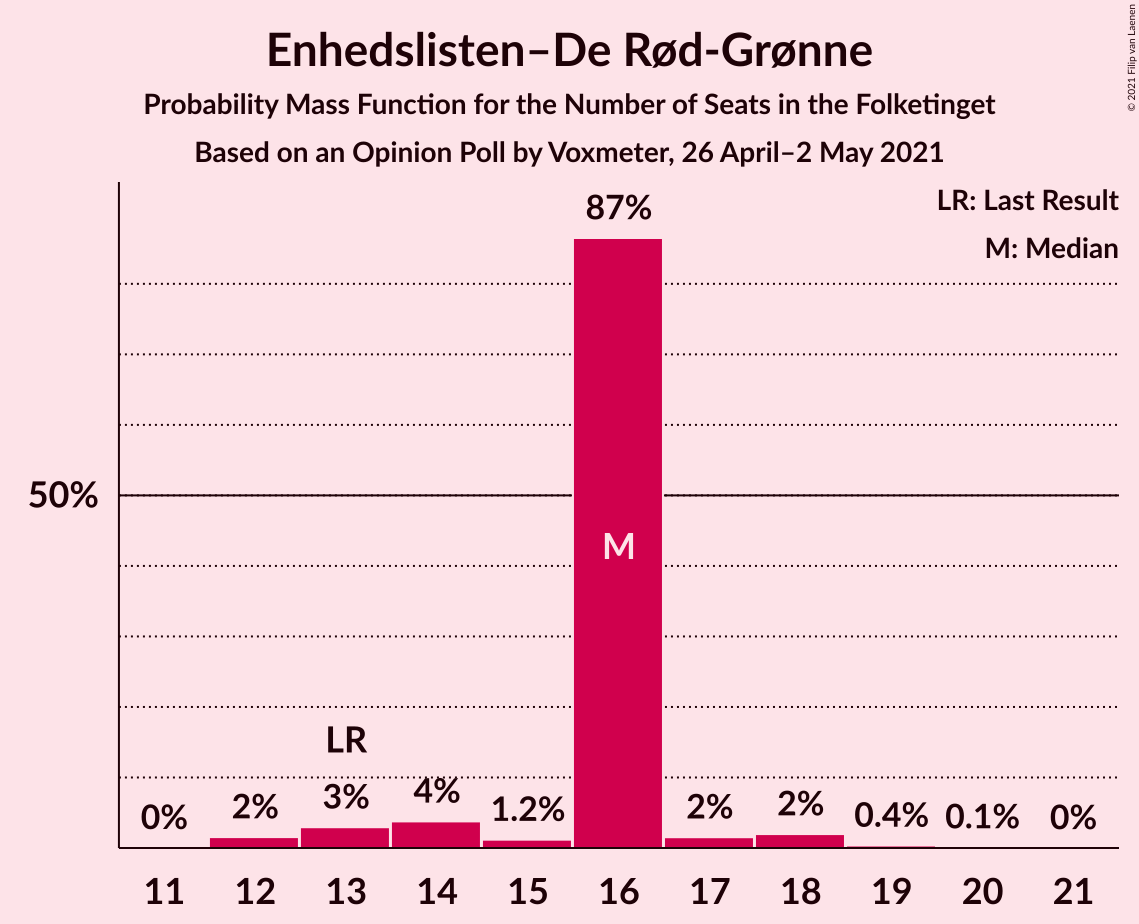 Enhedslisten–De Rød-Grønne
Probability Mass Function for the Number of Seats in the Folketinget
Based on an Opinion Poll by Voxmeter, 26 April–2 May 2021
© 2021 Filip van Laenen
LR: Last Result
M: Median
87%
50%
M
LR
0%
2%
3%
4%
1.2%
2%
2%
0.4%
0.1%
0%
11 12 13 14 15 16 17 18 19 20 21